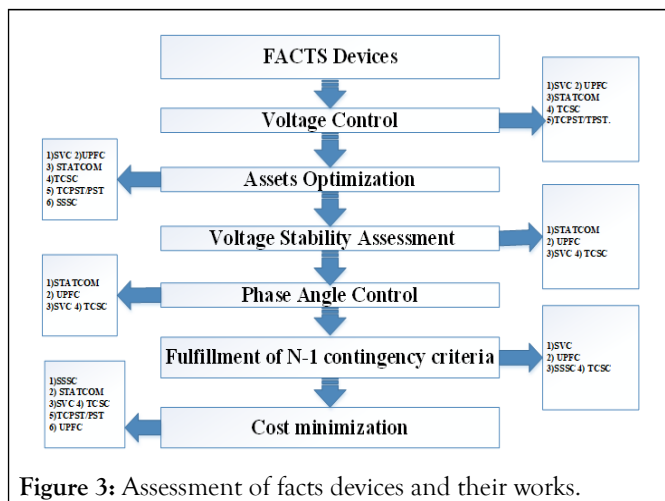 FACTS Devices
Voltage Control
1)SVC 2) UPFC
3)STATCOM
4) TCSC
5)TCPST/TPST.
Assets Optimization
1)SVC 2)UPFC
3) STATCOM
4)TCSC
5) TCPST/PST
6) SSSC
Voltage Stability Assessment
1)STATCOM
2) UPFC
3)SVC 4) TCSC
Phase Angle Control
1)STATCOM
2) UPFC
3)SVC 4) TCSC
Fulfillment of N-1 contingency criteria
1)SVC
2) UPFC
3)SSSC 4) TCSC
Cost minimization
1)SSSC
2) STATCOM
3)SVC 4) TCSC
5)TCPST/PST
6) UPFC
Figure 3: Assessment of facts devices and their works.